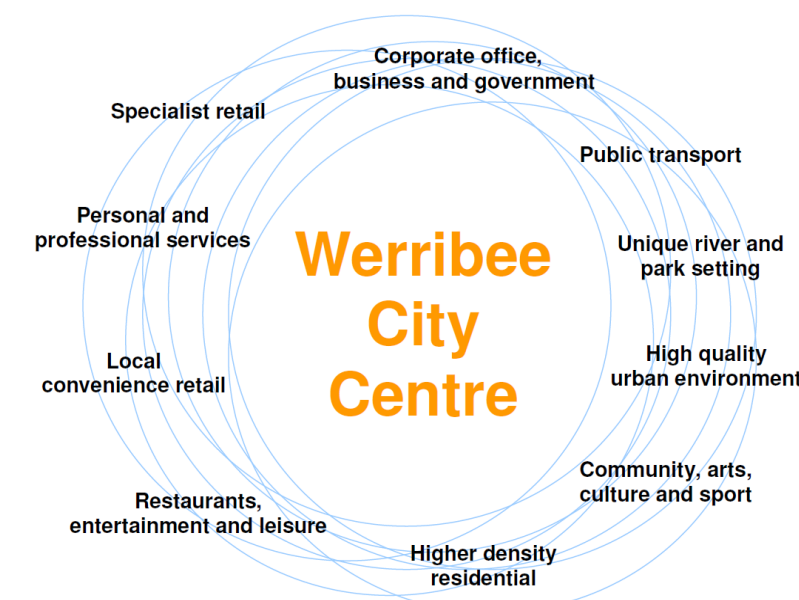 Corporate office,
business and government
Specialist retail
Public transport
Personal and
professional services
Unique river and
park setting
Werribee
City
Centre
High quality
urban environment
Local
convenience retail
Community, arts,
culture and sport
Restaurants,
entertainment and leisure
Higher density
residential